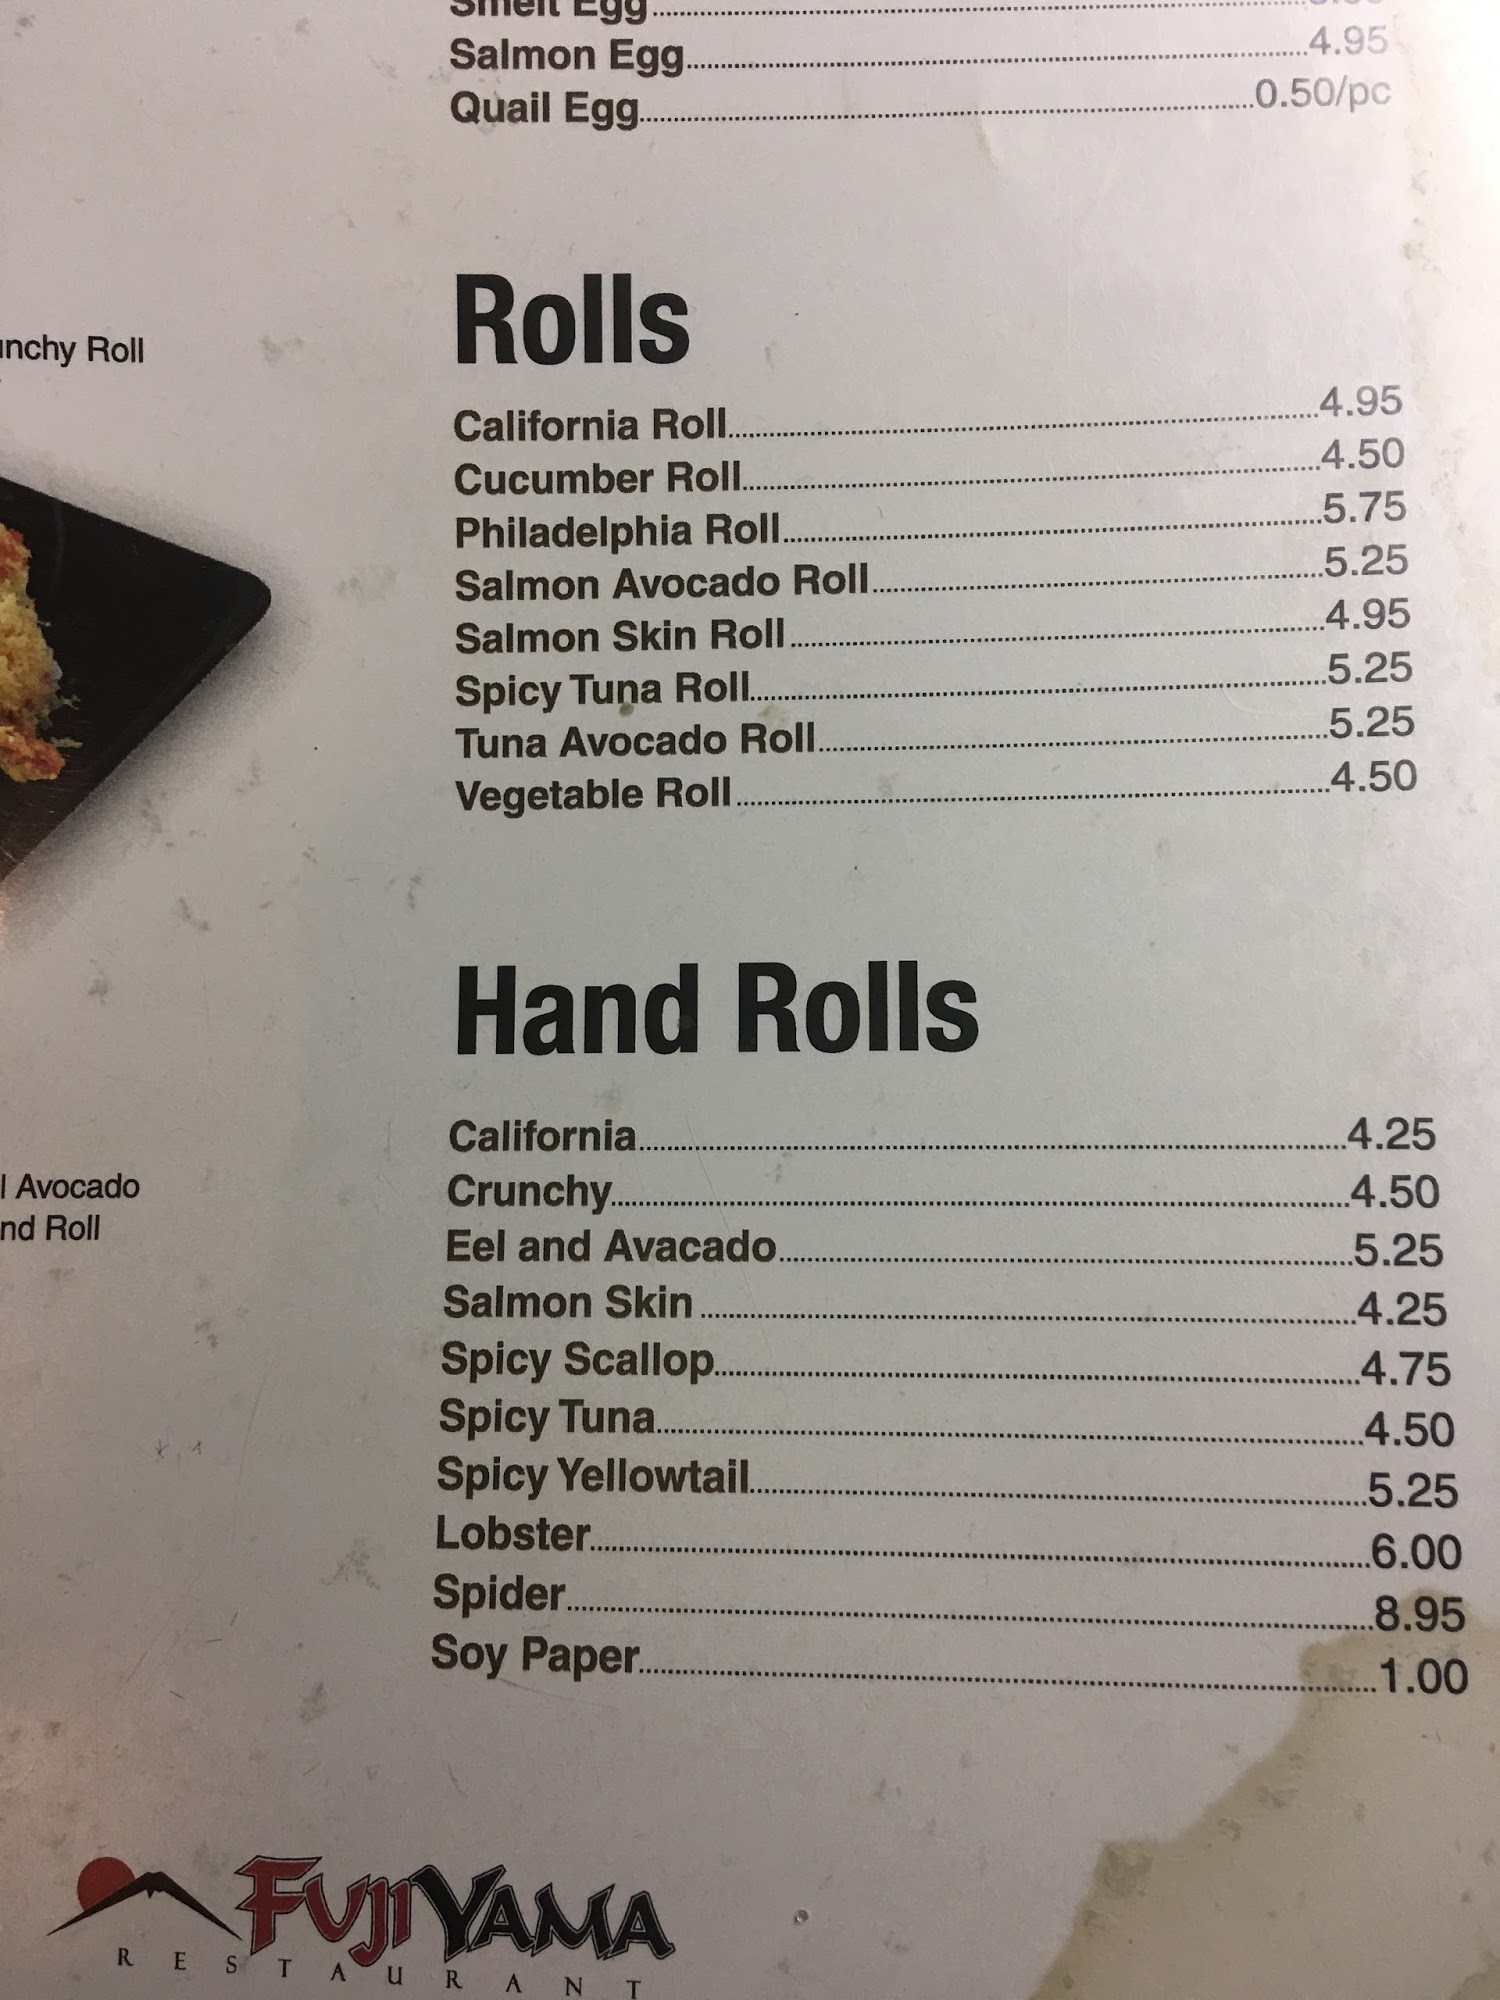 Smelt Egg
Salmon Egg 4.95
Quail Egg 0.50/pc
Roll
Rolls
California Roll 4.95
Cucumber Roll 4.50
Philadelphia Roll 5.75
Salmon Avocado Roll 5.25
Salmon Skin Roll 4.95
Spicy Tuna Roll 5.25
Tuna Avocado Roll 5.25
Vegetable Roll 4.50
Hand Rolls
California 4.25
Crunchy 4.50
Eel and Avacado 5.25
Salmon Skin 4.25
Spicy Scallop 4.75
Spicy Tuna 4.50
Spicy Yellowtail 5.25
Lobster 6.00
Spider 8.95
Soy Paper 1.00
Avocado
Roll
FUJIYAMA
RESTAURANT